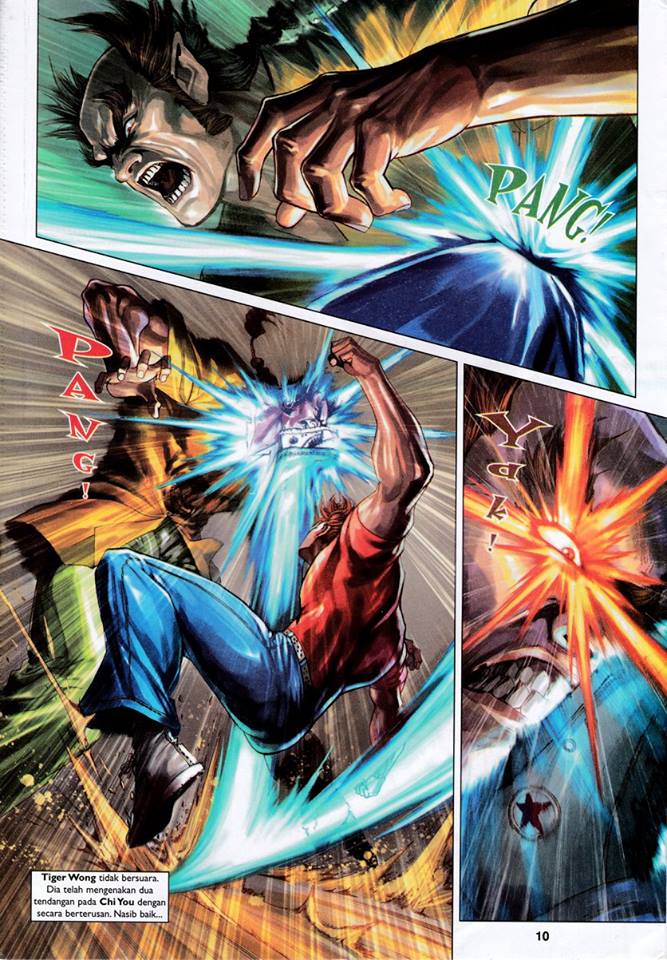 PANG!
PANG!
Yak!
Tiger Wong tidak bersuara.
Dia telah mengenakan dua
tendangan pada Chi You dengan
secara berterusan. Nasib baik...
10